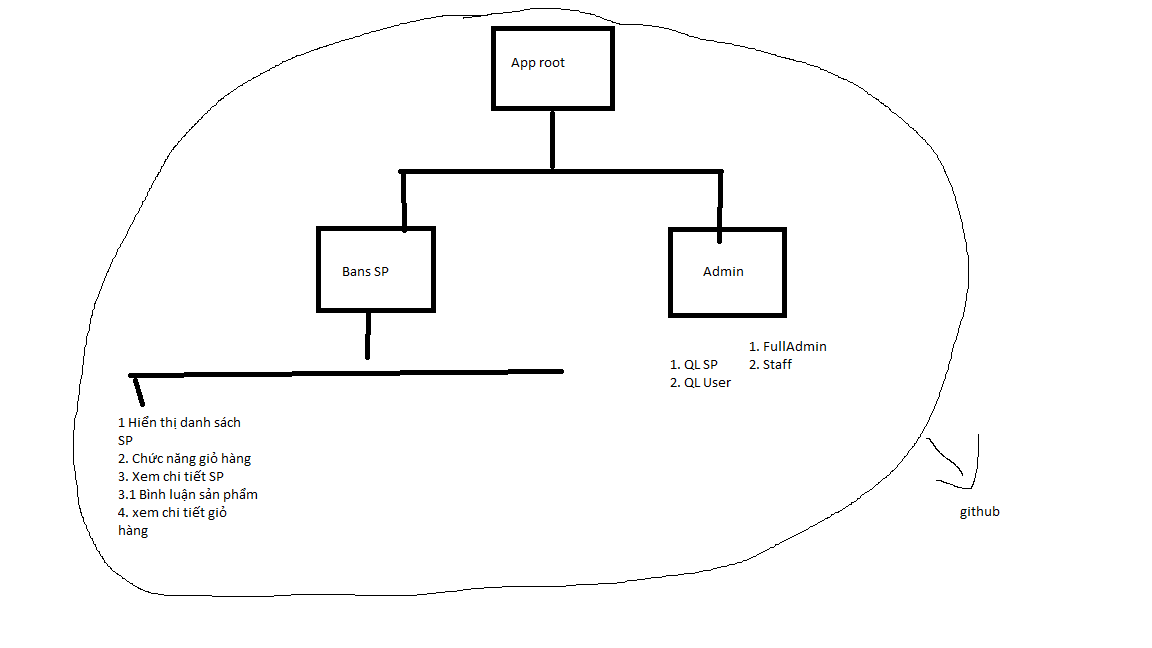 App root
Bans SP
Admin
1. QL SP
2. QL User
1. FullAdmin
2. Staff
1 Hiển thị danh sách
SP
2. Chức năng giỏ hàng
3. Xem chi tiết SP
3.1 Bình luận sản phẩm
4. xem chi tiết giỏ
hàng
github